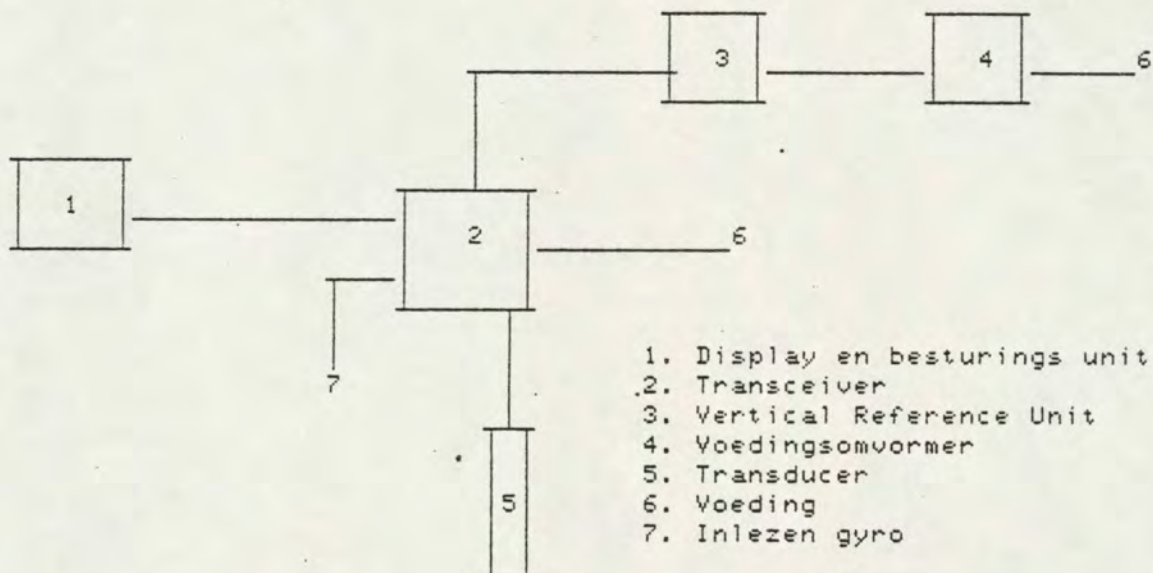 3
4
6
1
2
6
7
5
1. Display en besturings unit
2. Transceiver
3. Vertical Reference Unit
4. Voedingsomvormer
5. Transducer
6. Voeding
7. Inlezen gyro